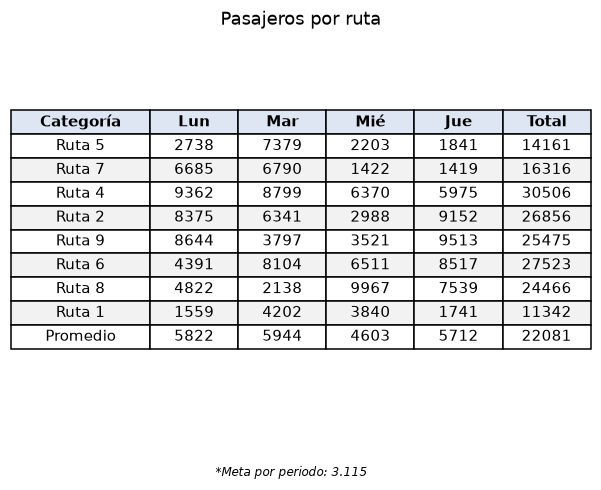 Pasajeros por ruta
Categoría Lun Mar Mié Jue Total
Ruta 5 2738 7379 2203 1841 14161
Ruta 7 6685 6790 1422 1419 16316
Ruta 4 9362 8799 6370 5975 30506
Ruta 2 8375 6341 2988 9152 26856
Ruta 9 8644 3797 3521 9513 25475
Ruta 6 4391 8104 6511 8517 27523
Ruta 8 4822 2138 9967 7539 24466
Ruta 1 1559 4202 3840 1741 11342
Promedio 5822 5944 4603 5712 22081
*Meta por periodo: 3.115